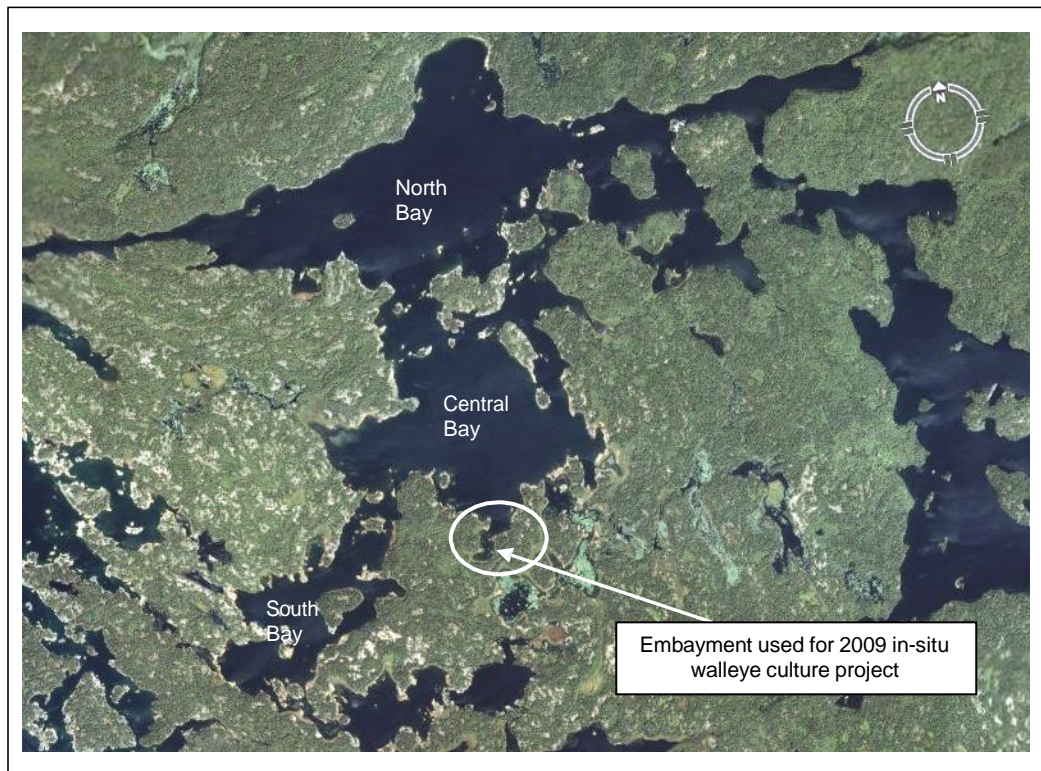 N
North
Bay
Central
Bay
South
Bay
Embayment used for 2009 in-situ
walleye culture project